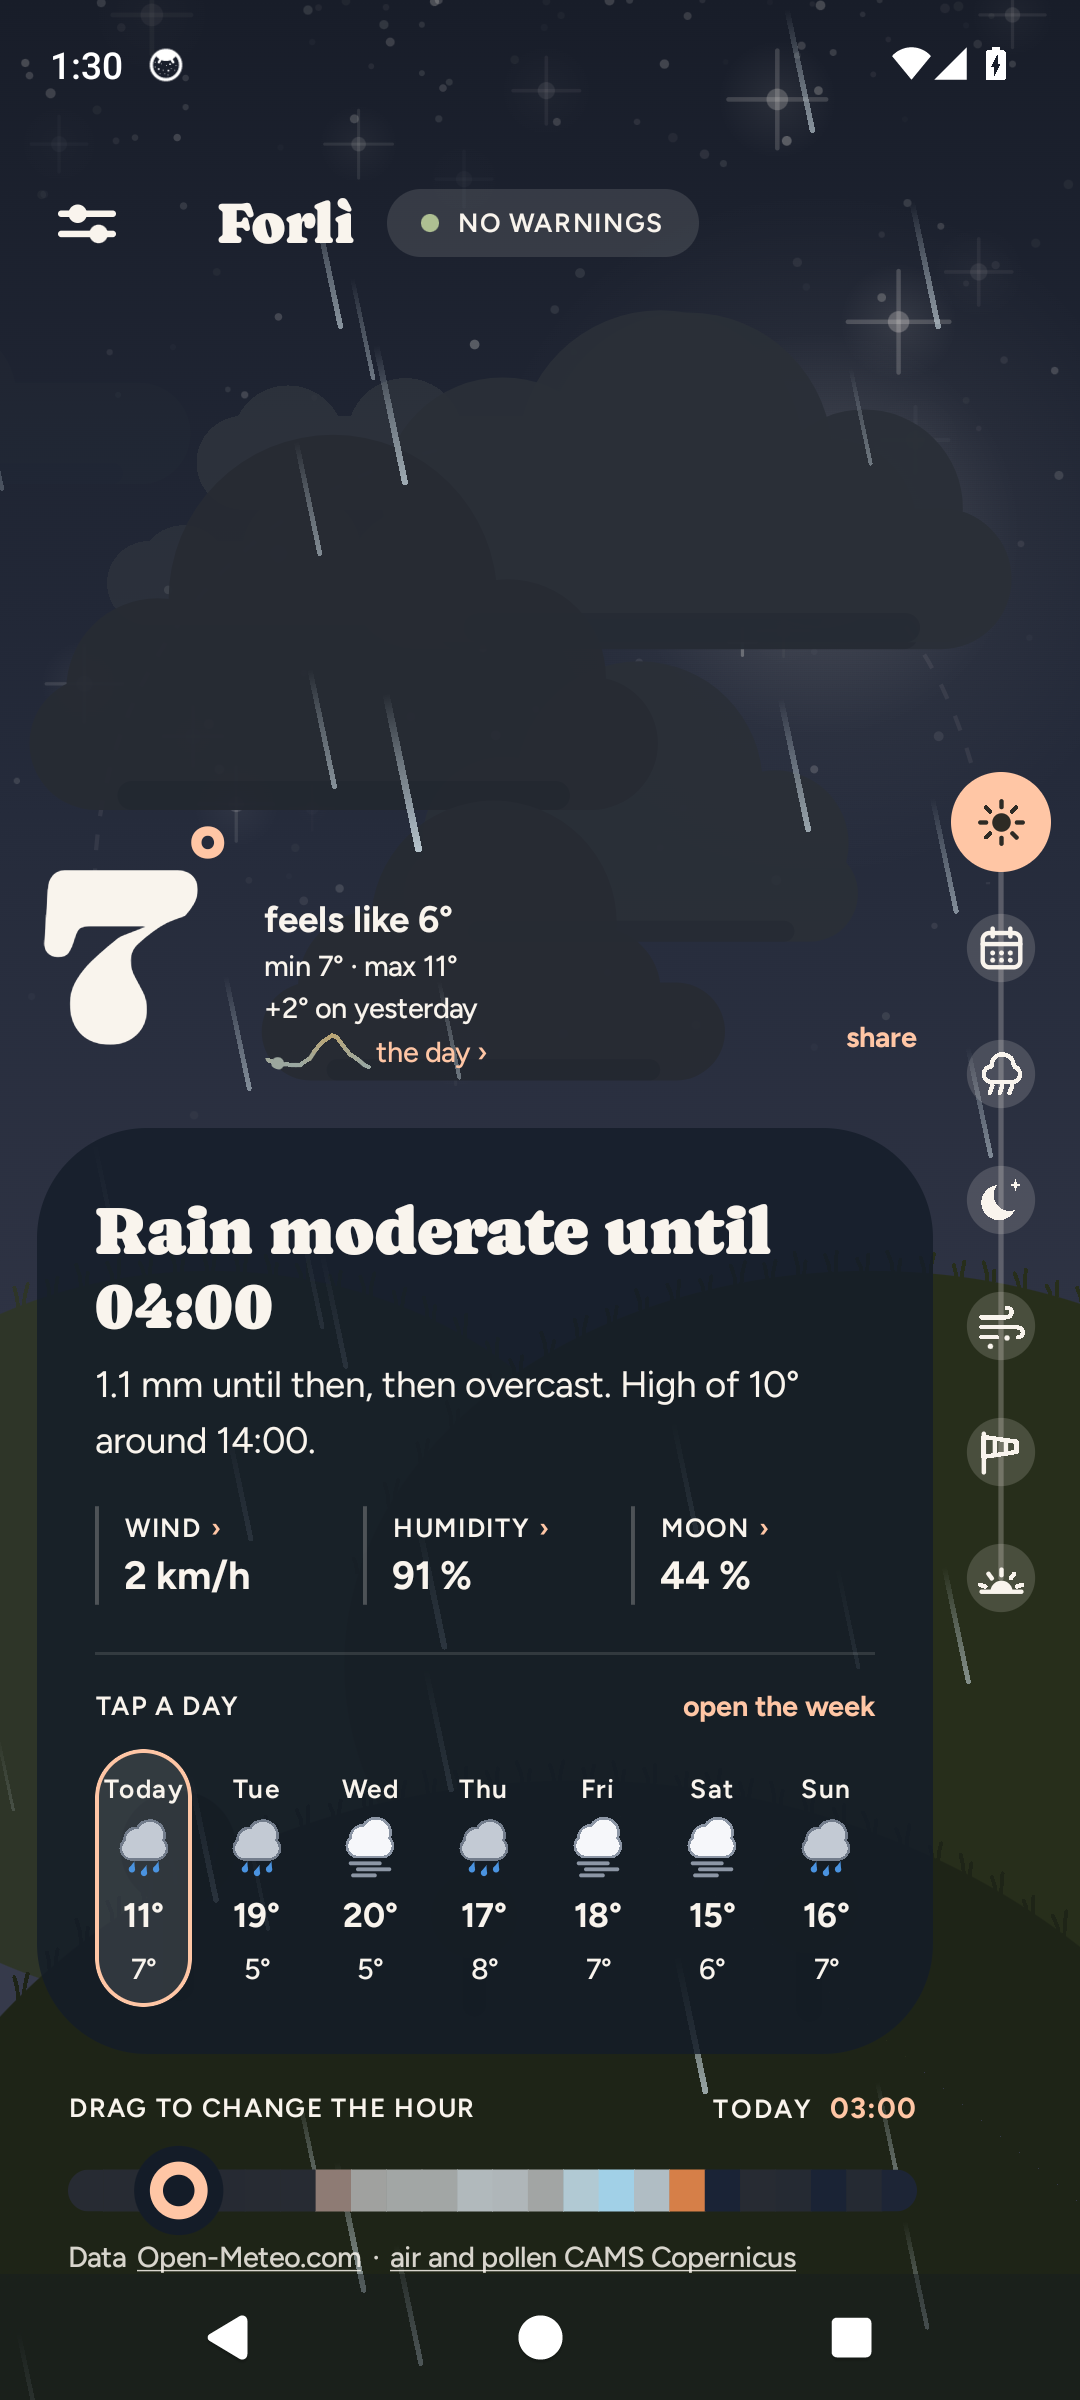 1:30
Forlì
NO WARNINGS
7°
feels like 6°
min 7° · max 11°
+2° on yesterday
the day ›
share
Rain moderate until
04:00
1.1 mm until then, then overcast. High of 10°
around 14:00.
WIND › HUMIDITY › MOON ›
2 km/h 91 % 44 %
TAP A DAY open the week
Today Tue Wed Thu Fri Sat Sun
11° 19° 20° 17° 18° 15° 16°
7° 5° 5° 8° 7° 6° 7°
DRAG TO CHANGE THE HOUR TODAY 03:00
Data Open-Meteo.com · air and pollen CAMS Copernicus